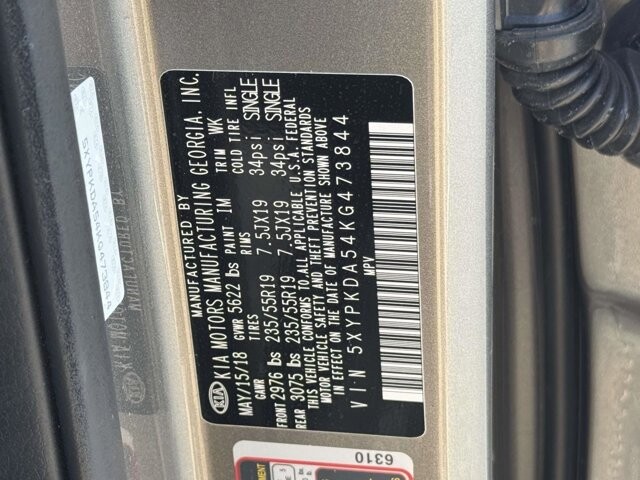 KIA
MANUFACTURED BY
KIA MOTORS MANUFACTURING GEORGIA, INC.
MAY/15/18 GVWR 5622 lbs PAINT 1M TRIM WK
GAWR TIRES RIMS COLD TIRE INFL
FRONT 2976 lbs 235/55R19 7.5JX19 34psi SINGLE
REAR 3075 lbs 235/55R19 7.5JX19 34psi SINGLE
THIS VEHICLE CONFORMS TO ALL APPLICABLE U.S.A. FEDERAL
MOTOR VEHICLE SAFETY AND THEFT PREVENTION STANDARDS
IN EFFECT ON THE DATE OF MANUFACTURE SHOWN ABOVE
VIN 5XYPKDA54KG473844
MPV
6310